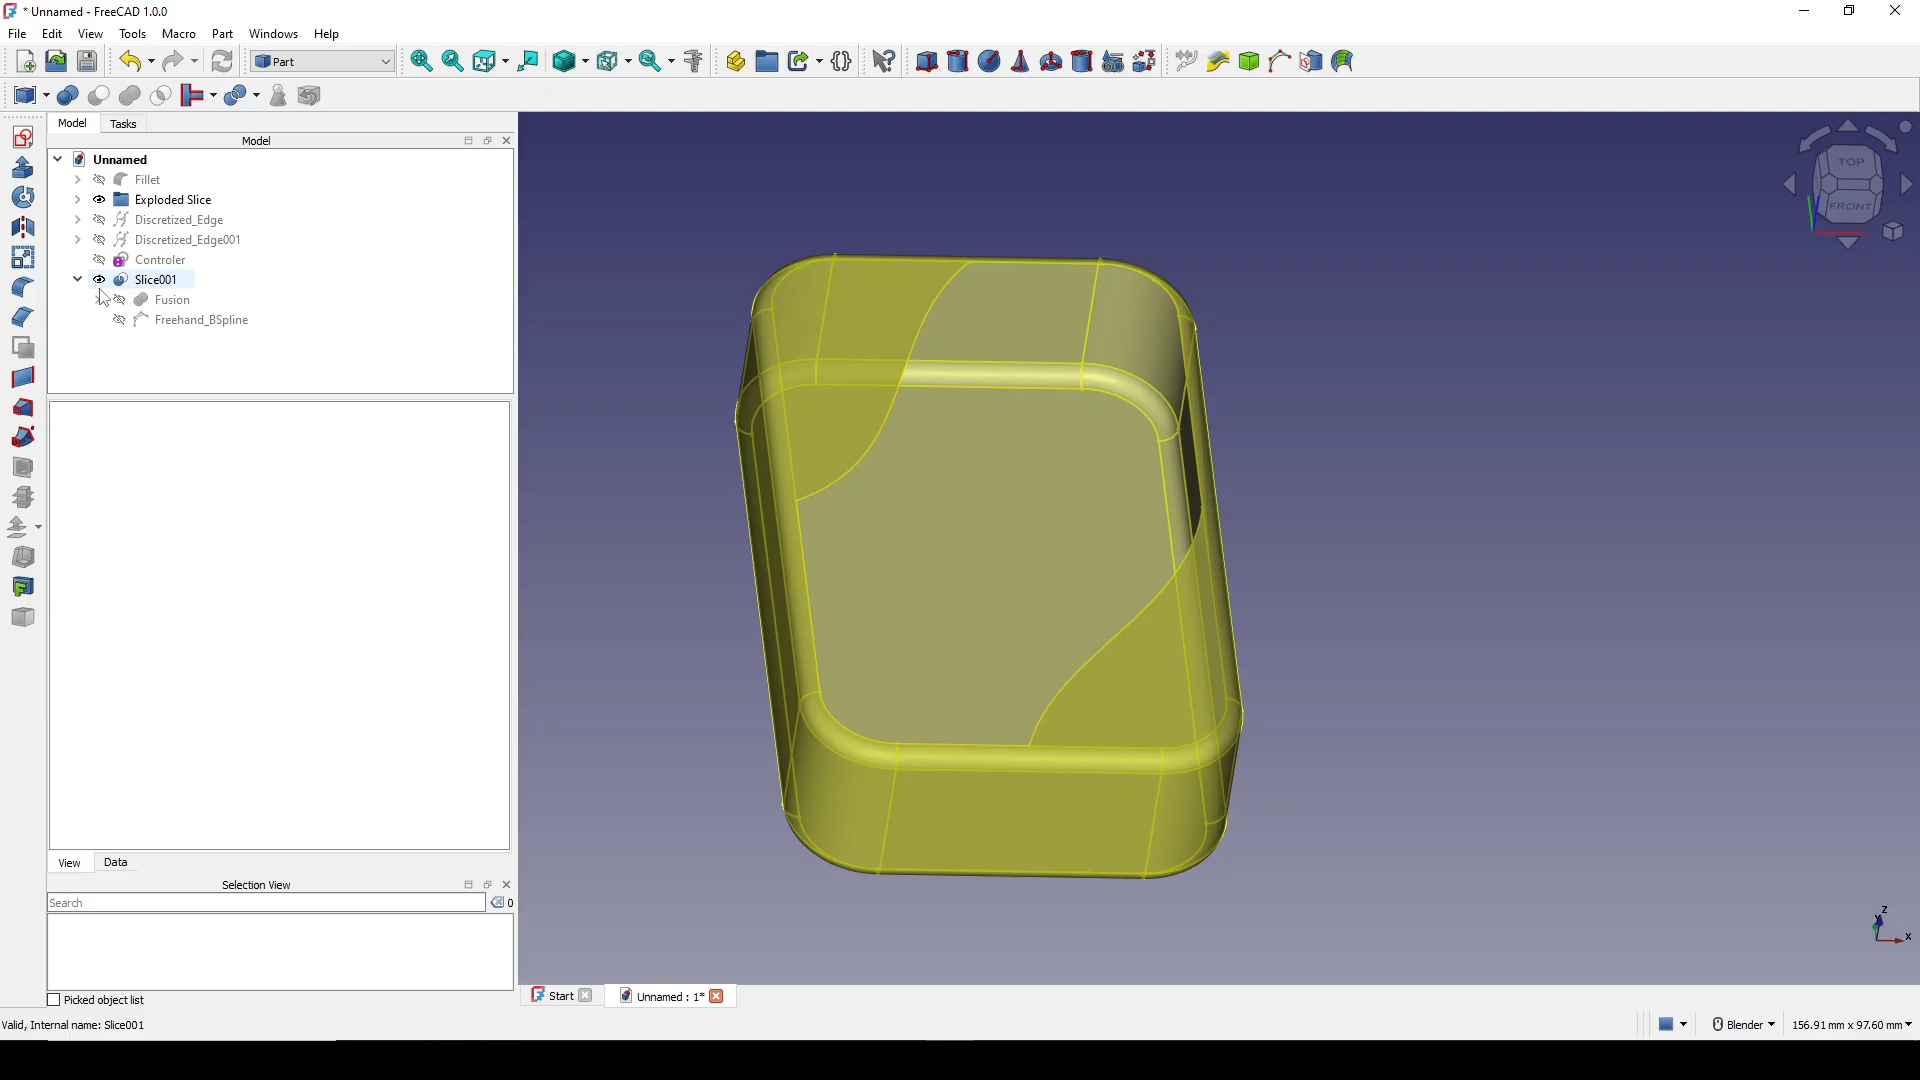 * Unnamed - FreeCAD 1.0.0
File Edit View Tools Macro Part Windows Help
Part
Model Tasks
Model
Unnamed
Fillet
Exploded Slice
Discretized_Edge
Discretized_Edge001
Controler
Slice001
Fusion
Freehand_BSpline
TOP
FRONT
View Data
Selection View
Search
0
Picked object list
Z
Y
X
Start
Unnamed : 1*
Valid, Internal name: Slice001
Blender
156.91 mm x 97.60 mm